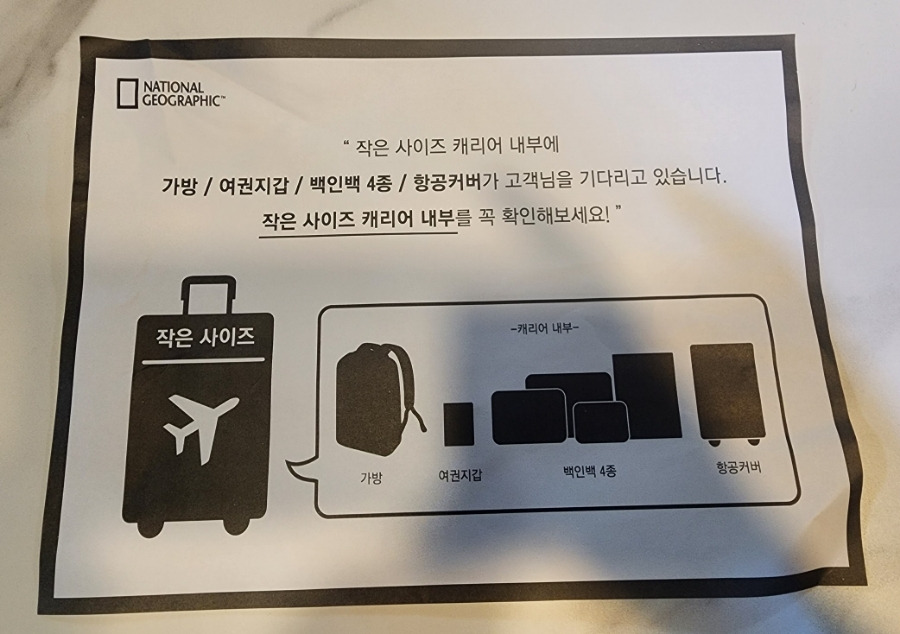 NATIONAL
GEOGRAPHIC™
“ 작은 사이즈 캐리어 내부에
가방 / 여권지갑 / 백인백 4종 / 항공커버가 고객님을 기다리고 있습니다.
작은 사이즈 캐리어 내부를 꼭 확인해보세요! ”
작은 사이즈
-캐리어 내부-
가방
여권지갑
백인백 4종
항공커버